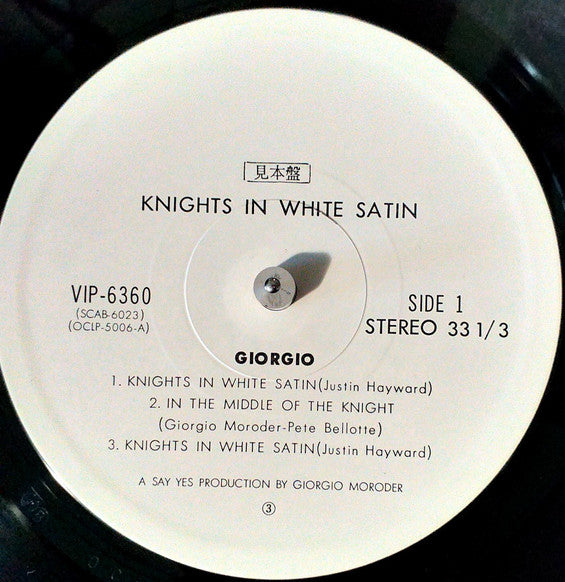 見本盤
KNIGHTS IN WHITE SATIN
VIP-6360
(SCAB-6023)
(OCLP-5006-A)
SIDE 1
STEREO 33 1/3
GIORGIO
1. KNIGHTS IN WHITE SATIN(Justin Hayward)
2. IN THE MIDDLE OF THE KNIGHT
(Giorgio Moroder-Pete Bellotte)
3. KNIGHTS IN WHITE SATIN(Justin Hayward)
A SAY YES PRODUCTION BY GIORGIO MORODER
③